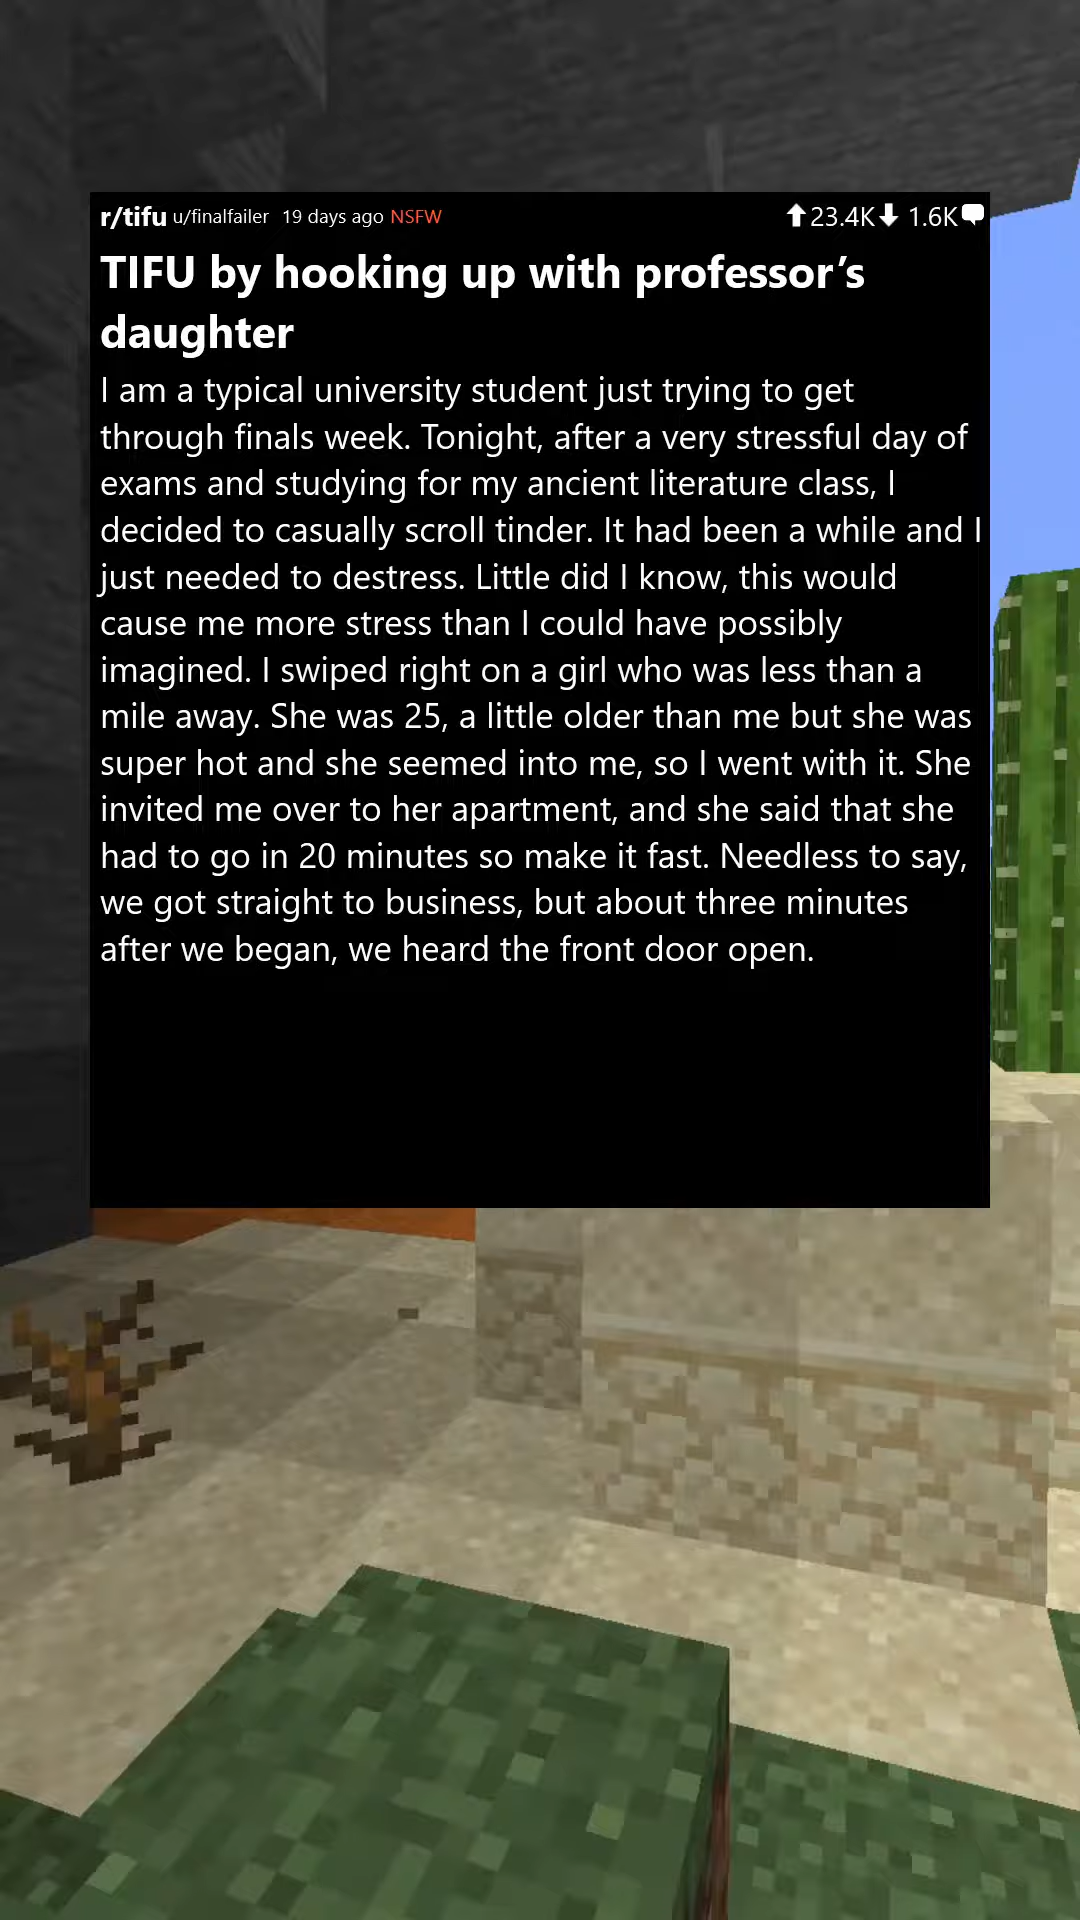 r/tifu u/finalfailer 19 days ago NSFW 23.4K 1.6K
TIFU by hooking up with professor’s
daughter
I am a typical university student just trying to get
through finals week. Tonight, after a very stressful day of
exams and studying for my ancient literature class, I
decided to casually scroll tinder. It had been a while and I
just needed to destress. Little did I know, this would
cause me more stress than I could have possibly
imagined. I swiped right on a girl who was less than a
mile away. She was 25, a little older than me but she was
super hot and she seemed into me, so I went with it. She
invited me over to her apartment, and she said that she
had to go in 20 minutes so make it fast. Needless to say,
we got straight to business, but about three minutes
after we began, we heard the front door open.